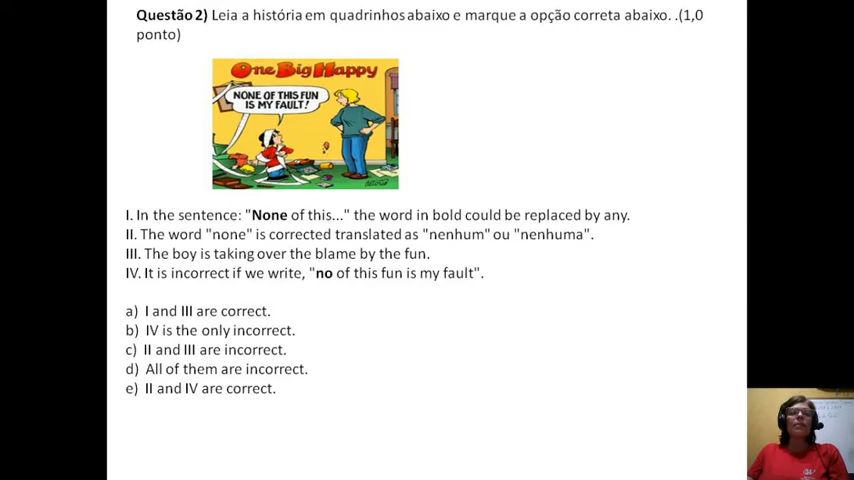 Questão 2) Leia a história em quadrinhos abaixo e marque a opção correta abaixo. .(1,0
ponto)
One Big Happy
NONE OF THIS FUN
IS MY FAULT!
I. In the sentence: "None of this..." the word in bold could be replaced by any.
II. The word "none" is corrected translated as "nenhum" ou "nenhuma".
III. The boy is taking over the blame by the fun.
IV. It is incorrect if we write, "no of this fun is my fault".
a) I and III are correct.
b) IV is the only incorrect.
c) II and III are incorrect.
d) All of them are incorrect.
e) II and IV are correct.